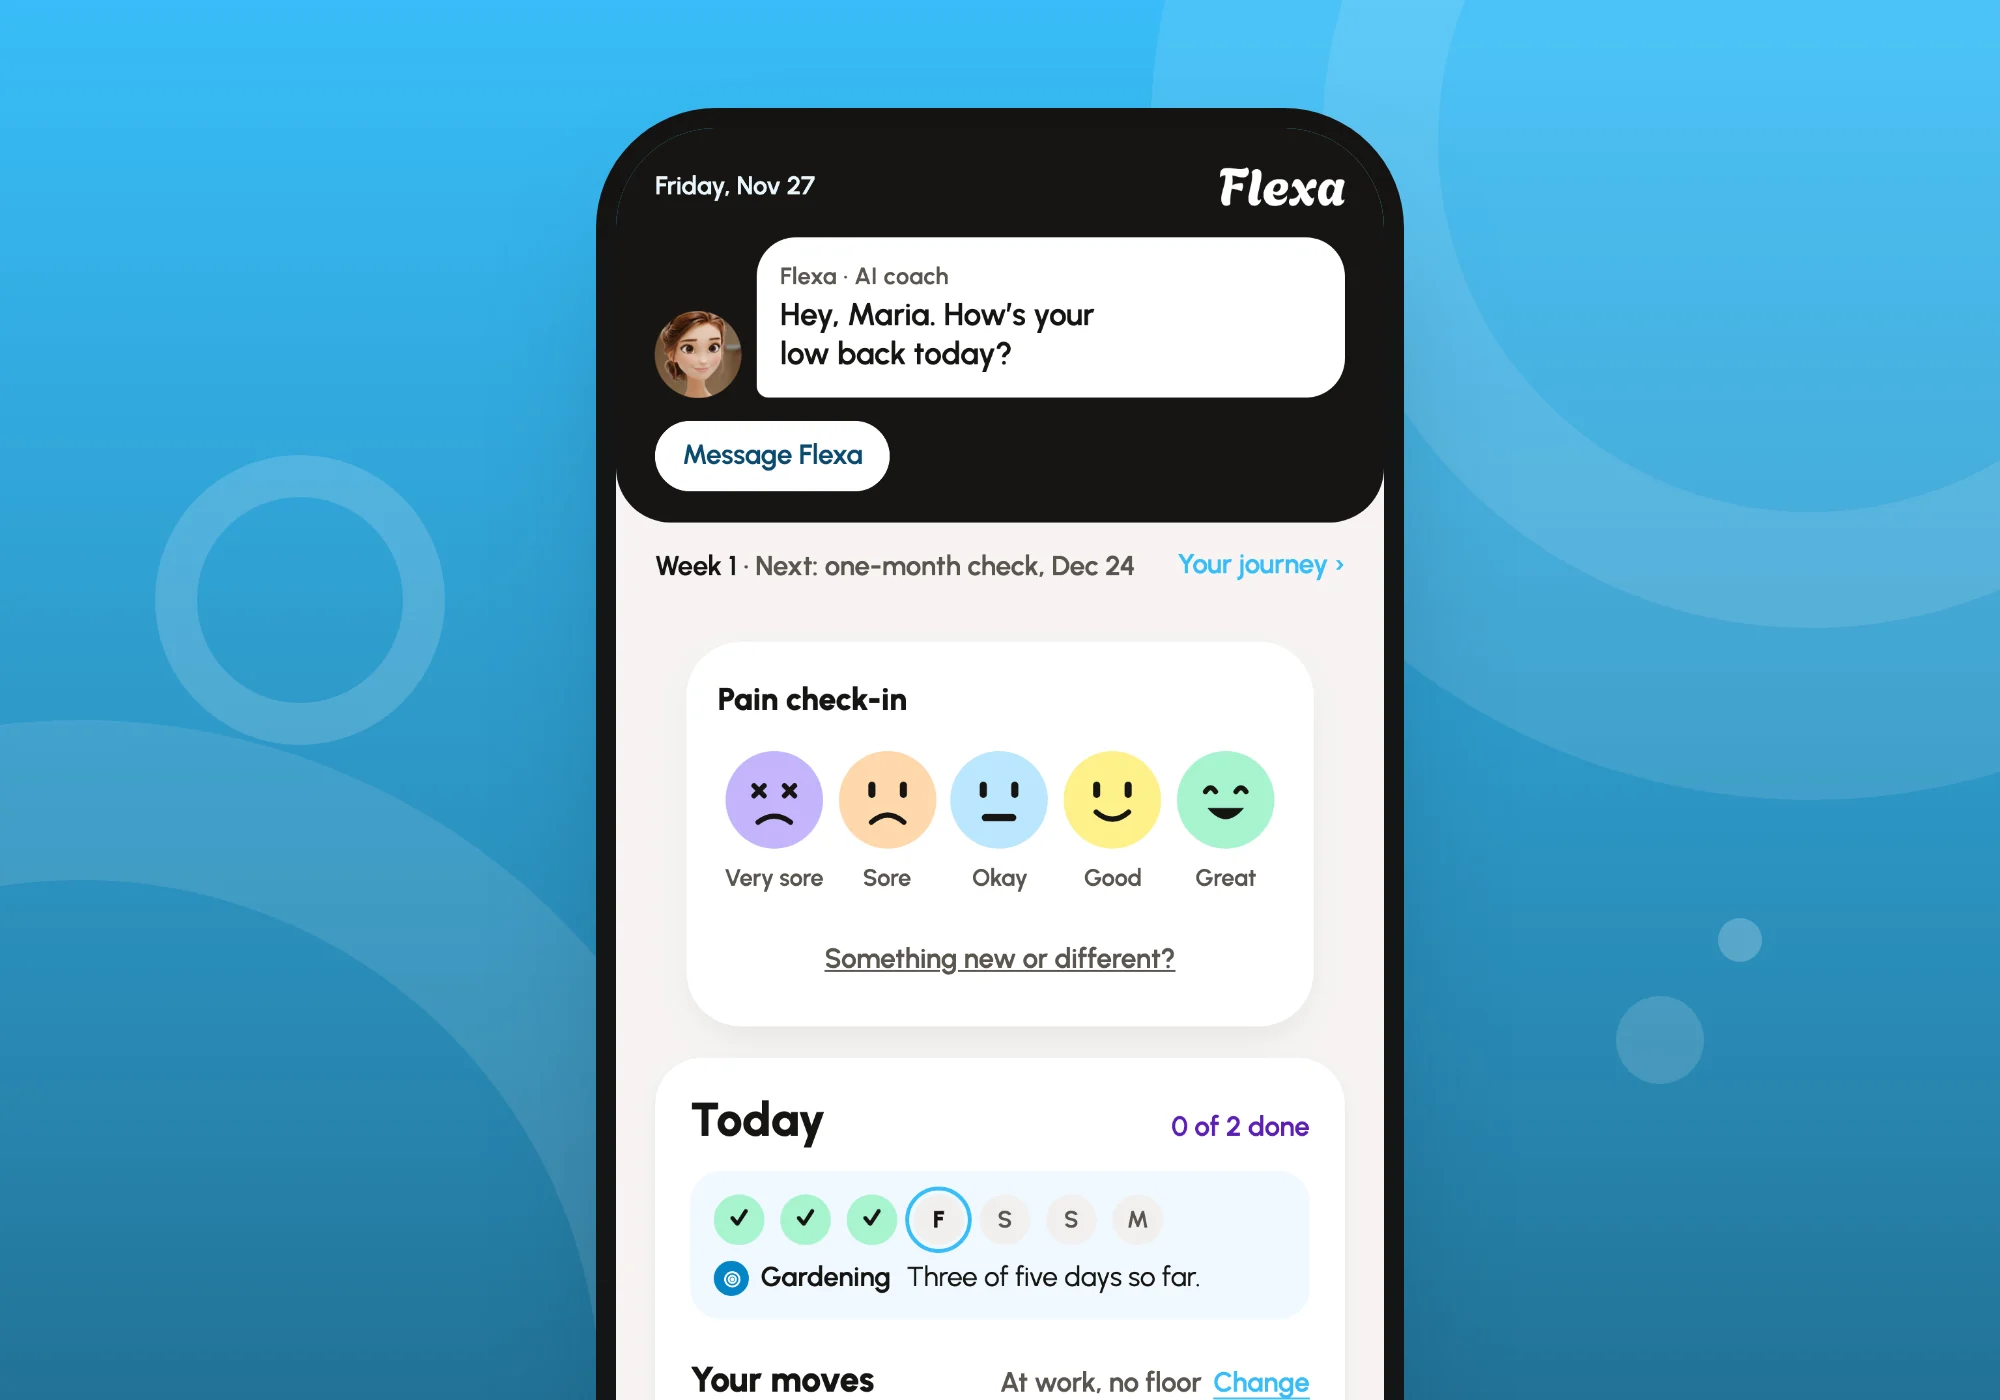 Friday, Nov 27
Flexa
Flexa · AI coach
Hey, Maria. How's your
low back today?
Message Flexa
Week 1 · Next: one-month check, Dec 24
Your journey ›
Pain check-in
Very sore
Sore
Okay
Good
Great
Something new or different?
Today
0 of 2 done
F S S M
Gardening Three of five days so far.
Your moves
At work, no floor Change